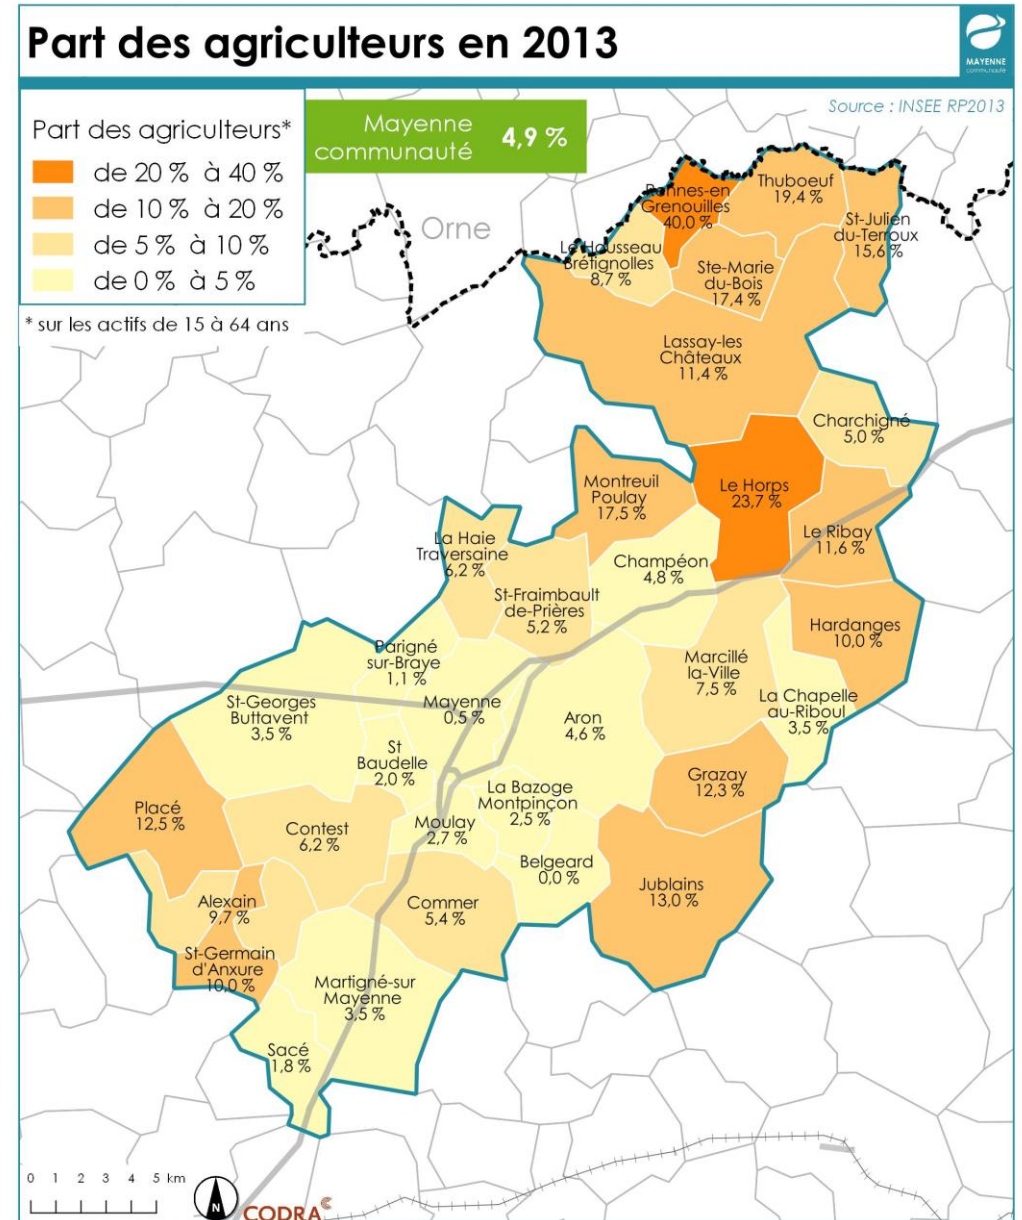 Part des agriculteurs en 2013
MAYENNE
communauté
Source : INSEE RP2013
Part des agriculteurs*
de 20 % à 40 %
de 10 % à 20 %
de 5 % à 10 %
de 0 % à 5 %
* sur les actifs de 15 à 64 ans
Mayenne
communauté
4,9 %
Orne
Rennes-en
Grenouilles
40,0 %
Thuboeuf
19,4 %
St-Julien
du-Terroux
15,6 %
Le Housseau
Brétignolles
8,7 %
Ste-Marie
du-Bois
17,4 %
Lassay-les
Châteaux
11,4 %
Charchigné
5,0 %
Montreuil
Poulay
17,5 %
Le Horps
23,7 %
Le Ribay
11,6 %
La Haie
Traversaine
6,2 %
Champéon
4,8 %
St-Fraimbault
de-Prières
5,2 %
Hardanges
10,0 %
Parigné
sur-Braye
1,1 %
Marcillé
la-Ville
7,5 %
La Chapelle
au-Riboul
3,5 %
St-Georges
Buttavent
3,5 %
Mayenne
0,5 %
Aron
4,6 %
St
Baudelle
2,0 %
Grazay
12,3 %
La Bazoge
Montpinçon
2,5 %
Placé
12,5 %
Contest
6,2 %
Moulay
2,7 %
Belgeard
0,0 %
Jublains
13,0 %
Alexain
9,7 %
Commer
5,4 %
St-Germain
d'Anxure
10,0 %
Martigné-sur
Mayenne
3,5 %
Sacé
1,8 %
0 1 2 3 4 5 km
N
CODRA